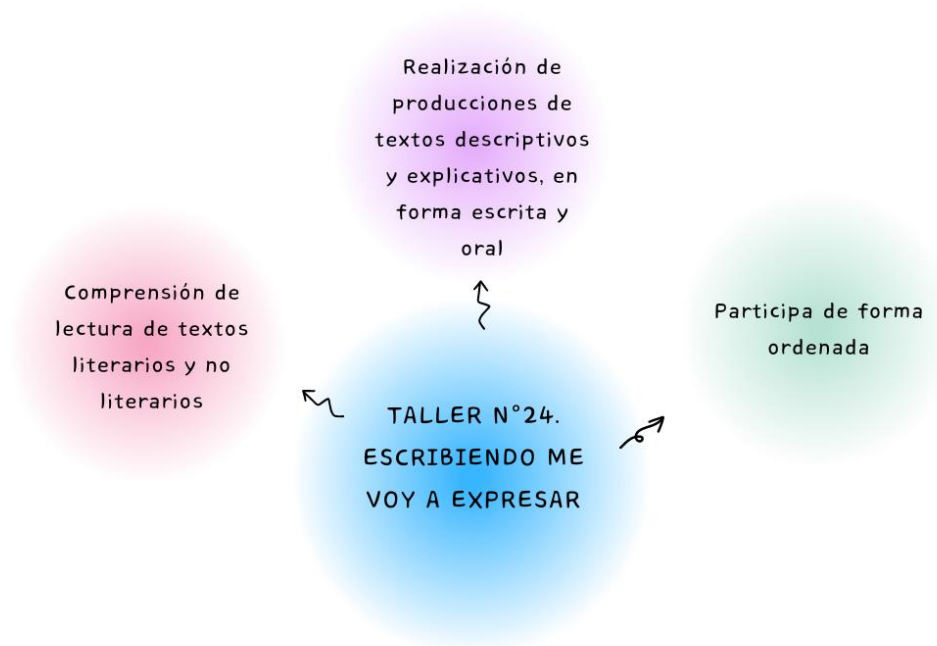 Realización de
producciones de
textos descriptivos
y explicativos, en
forma escrita y
oral
Comprensión de
lectura de textos
literarios y no
literarios
Participa de forma
ordenada
TALLER N°24.
ESCRIBIENDO ME
VOY A EXPRESAR